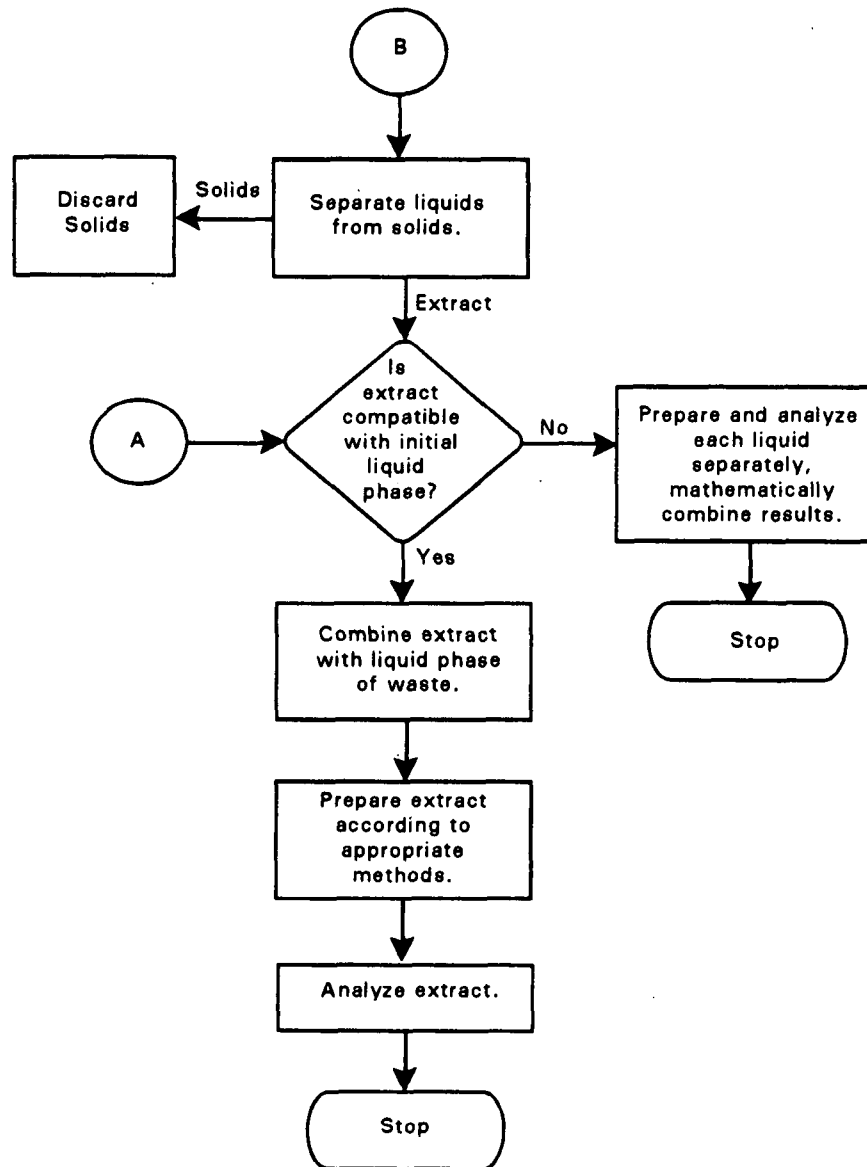 B
Discard
Solids
Solids
Separate liquids
from solids.
Extract
A
Is
extract
compatible
with initial
liquid
phase?
No
Prepare and analyze
each liquid
separately,
mathematically
combine results.
Stop
Yes
Combine extract
with liquid phase
of waste.
Prepare extract
according to
appropriate
methods.
Analyze extract.
Stop